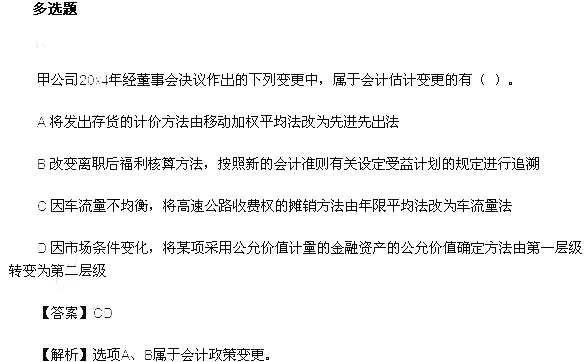 多选题
甲公司20×4年经董事会决议作出的下列变更中，属于会计估计变更的有（ ）。
A 将发出存货的计价方法由移动加权平均法改为先进先出法
B 改变离职后福利核算方法，按照新的会计准则有关设定受益计划的规定进行追溯
C 因车流量不均衡，将高速公路收费权的摊销方法由年限平均法改为车流量法
D 因市场条件变化，将某项采用公允价值计量的金融资产的公允价值确定方法由第一层级
转变为第二层级
【答案】CD
【解析】选项A、B属于会计政策变更。